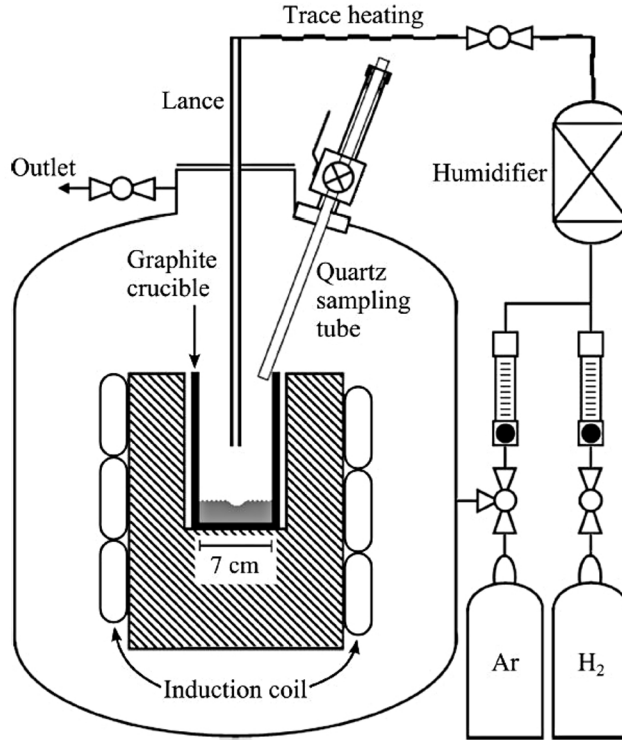 Trace heating
Lance
Outlet
Humidifier
Graphite
crucible
Quartz
sampling
tube
7 cm
Induction coil
Ar
H₂